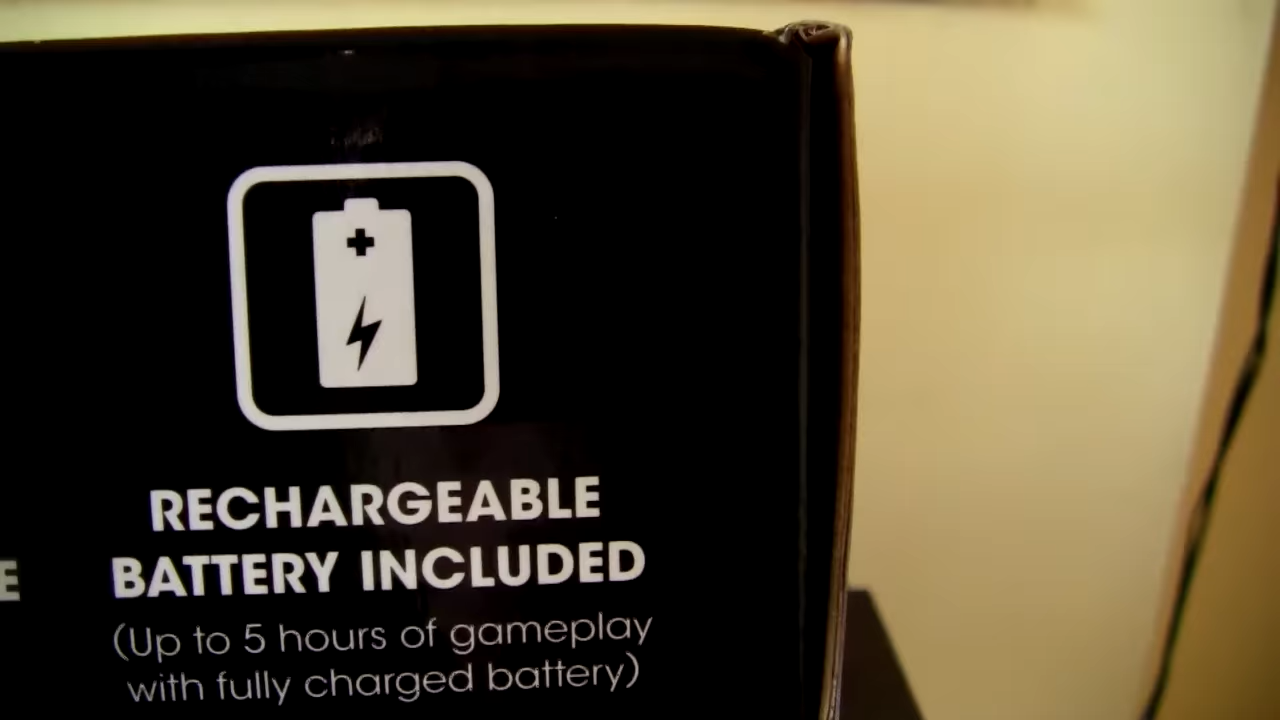 RECHARGEABLE
BATTERY INCLUDED
(Up to 5 hours of gameplay
with fully charged battery)
E